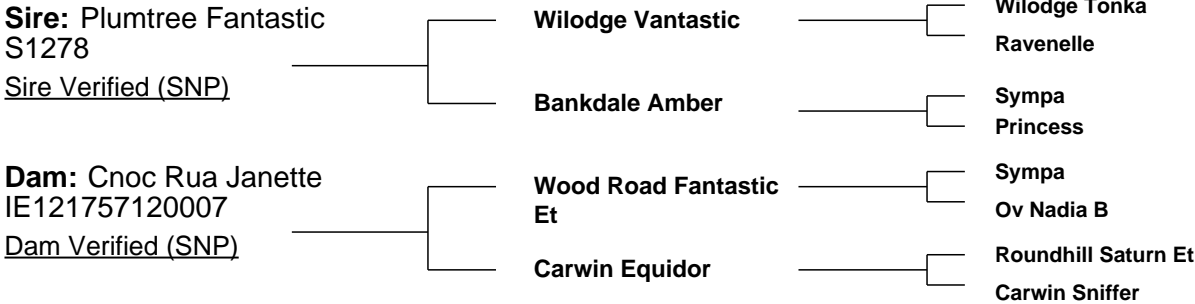 Sire: Plumtree Fantastic
S1278
Sire Verified (SNP)
Wilodge Vantastic
Bankdale Amber
Wilodge Tonka
Ravenelle
Sympa
Princess
Dam: Cnoc Rua Janette
IE121757120007
Dam Verified (SNP)
Wood Road Fantastic
Et
Carwin Equidor
Sympa
Ov Nadia B
Roundhill Saturn Et
Carwin Sniffer